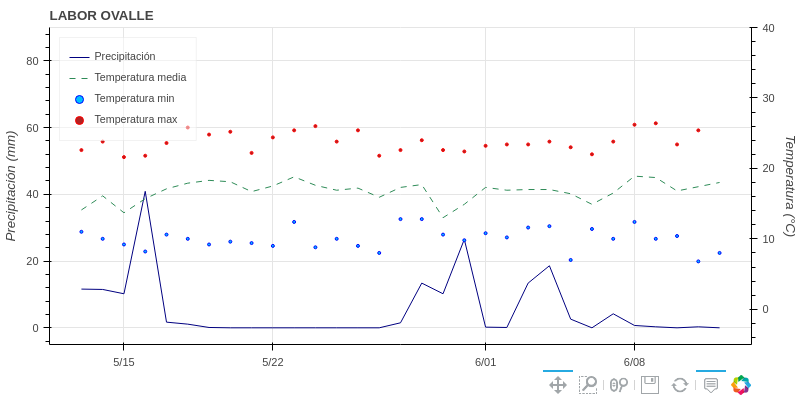 LABOR OVALLE
Precipitación
Temperatura media
Temperatura min
Temperatura max
Precipitación (mm)
80
60
40
20
0
Temperatura (°C)
40
30
20
10
0
5/15
5/22
6/01
6/08